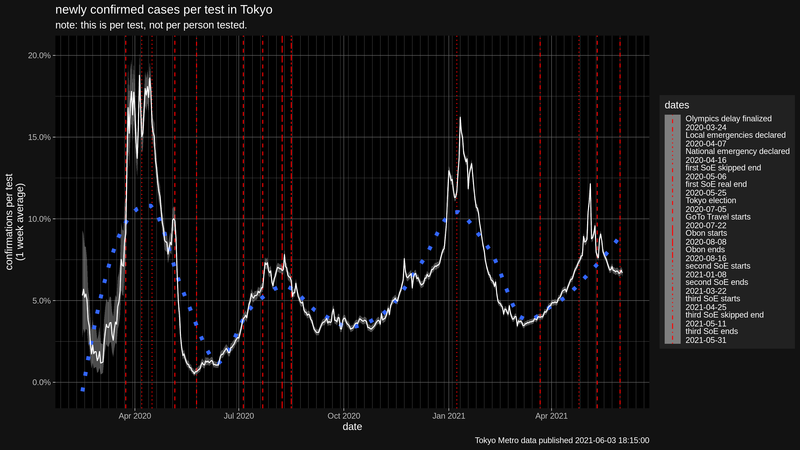 newly confirmed cases per test in Tokyo
note: this is per test, not per person tested.
20.0%
15.0%
10.0%
5.0%
0.0%
confirmations per test
(1 week average)
Apr 2020
Jul 2020
Oct 2020
Jan 2021
Apr 2021
date
dates
Olympics delay finalized
2020-03-24
Local emergencies declared
2020-04-07
National emergency declared
2020-04-16
first SoE skipped end
2020-05-06
first SoE real end
2020-05-25
Tokyo election
2020-07-05
GoTo Travel starts
2020-07-22
Obon starts
2020-08-08
Obon ends
2020-08-16
second SoE starts
2021-01-08
second SoE ends
2021-03-22
third SoE starts
2021-04-25
third SoE skipped end
2021-05-11
third SoE ends
2021-05-31
Tokyo Metro data published 2021-06-03 18:15:00